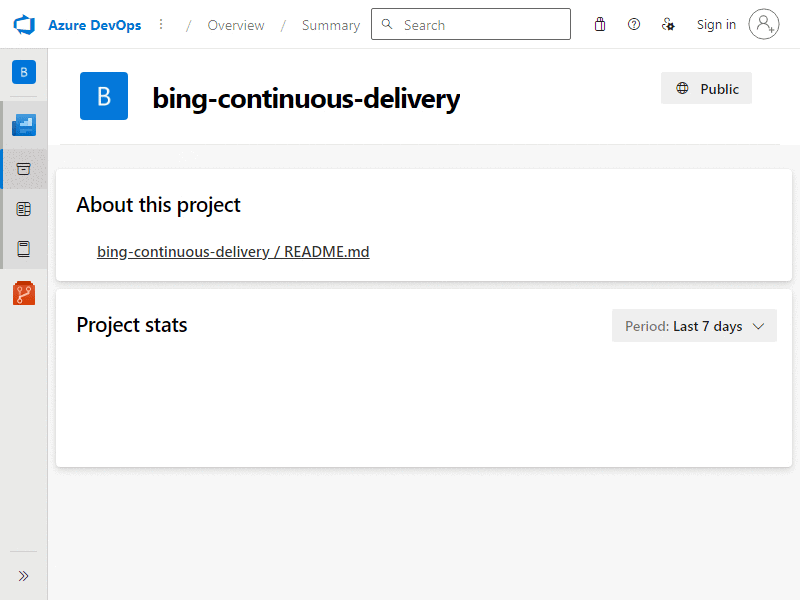 Azure DevOps / Overview / Summary Search Sign in
B
B bing-continuous-delivery Public
About this project
bing-continuous-delivery / README.md
Project stats Period: Last 7 days